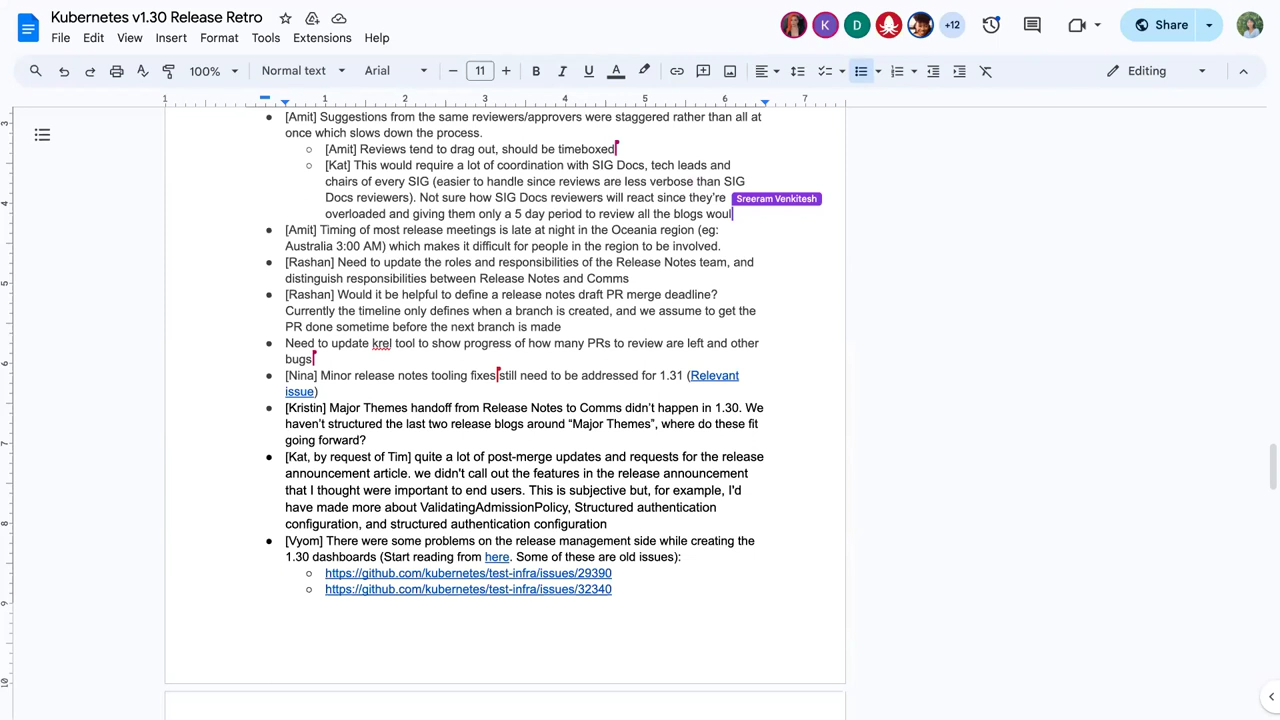 Kubernetes v1.30 Release Retro
File Edit View Insert Format Tools Extensions Help
K D +12 Share
100% Normal text Arial 11 Editing
1 1 2 3 4 5 6 7
[Amit] Suggestions from the same reviewers/approvers were staggered rather than all at
once which slows down the process.
[Amit] Reviews tend to drag out, should be timeboxed
[Kat] This would require a lot of coordination with SIG Docs, tech leads and
chairs of every SIG (easier to handle since reviews are less verbose than SIG
Docs reviewers). Not sure how SIG Docs reviewers will react since they're
Sreeram Venkitesh
overloaded and giving them only a 5 day period to review all the blogs woul
[Amit] Timing of most release meetings is late at night in the Oceania region (eg:
Australia 3:00 AM) which makes it difficult for people in the region to be involved.
[Rashan] Need to update the roles and responsibilities of the Release Notes team, and
distinguish responsibilities between Release Notes and Comms
[Rashan] Would it be helpful to define a release notes draft PR merge deadline?
Currently the timeline only defines when a branch is created, and we assume to get the
PR done sometime before the next branch is made
Need to update krel tool to show progress of how many PRs to review are left and other
bugs
[Nina] Minor release notes tooling fixes still need to be addressed for 1.31 (Relevant
issue)
[Kristin] Major Themes handoff from Release Notes to Comms didn't happen in 1.30. We
haven't structured the last two release blogs around “Major Themes”, where do these fit
going forward?
[Kat, by request of Tim] quite a lot of post-merge updates and requests for the release
announcement article. we didn't call out the features in the release announcement
that I thought were important to end users. This is subjective but, for example, I'd
have made more about ValidatingAdmissionPolicy, Structured authentication
configuration, and structured authentication configuration
[Vyom] There were some problems on the release management side while creating the
1.30 dashboards (Start reading from here. Some of these are old issues):
https://github.com/kubernetes/test-infra/issues/29390
https://github.com/kubernetes/test-infra/issues/32340
3
4
5
6
7
8
9
10